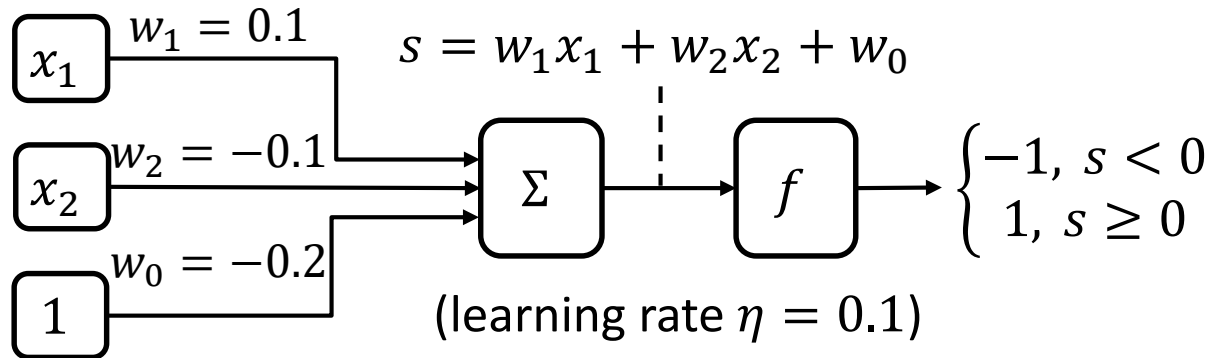 w₁ = 0.1
x₁
s = w₁x₁ + w₂x₂ + w₀
w₂ = −0.1
x₂
Σ
f
−1, s < 0
1, s ≥ 0
w₀ = −0.2
1
(learning rate η = 0.1)